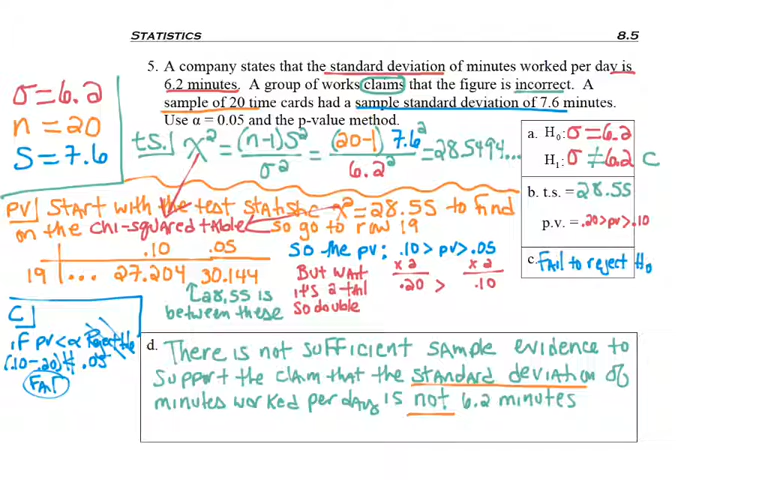 STATISTICS 8.5
5. A company states that the standard deviation of minutes worked per day is
6.2 minutes. A group of works claims that the figure is incorrect. A
sample of 20 time cards had a sample standard deviation of 7.6 minutes.
Use α = 0.05 and the p-value method.
σ=6.2
n=20
S=7.6
t.s.| χ² = (n-1)S²/σ² = (20-1)7.6²/6.2² = 28.5494...
a. H₀: σ=6.2
H₁: σ≠6.2 C
b. t.s. = 28.55
p.v. = .20>pv>.10
c. Fail to reject H₀
PV| Start with the test statistic χ²=28.55 to find
on the chi-squared table so go to row 19
.10 .05
19 | ... 27.204 30.144
28.55 is
between these
So the pv: .10 > pv > .05
But wait
it's 2-tail
so double
x 2 x 2
.20 > .10
C|
if pv<α Reject H₀
(.10-.20) ≮ .05
Fail
d. There is not sufficient sample evidence to
support the claim that the standard deviation of
minutes worked per day is not 6.2 minutes